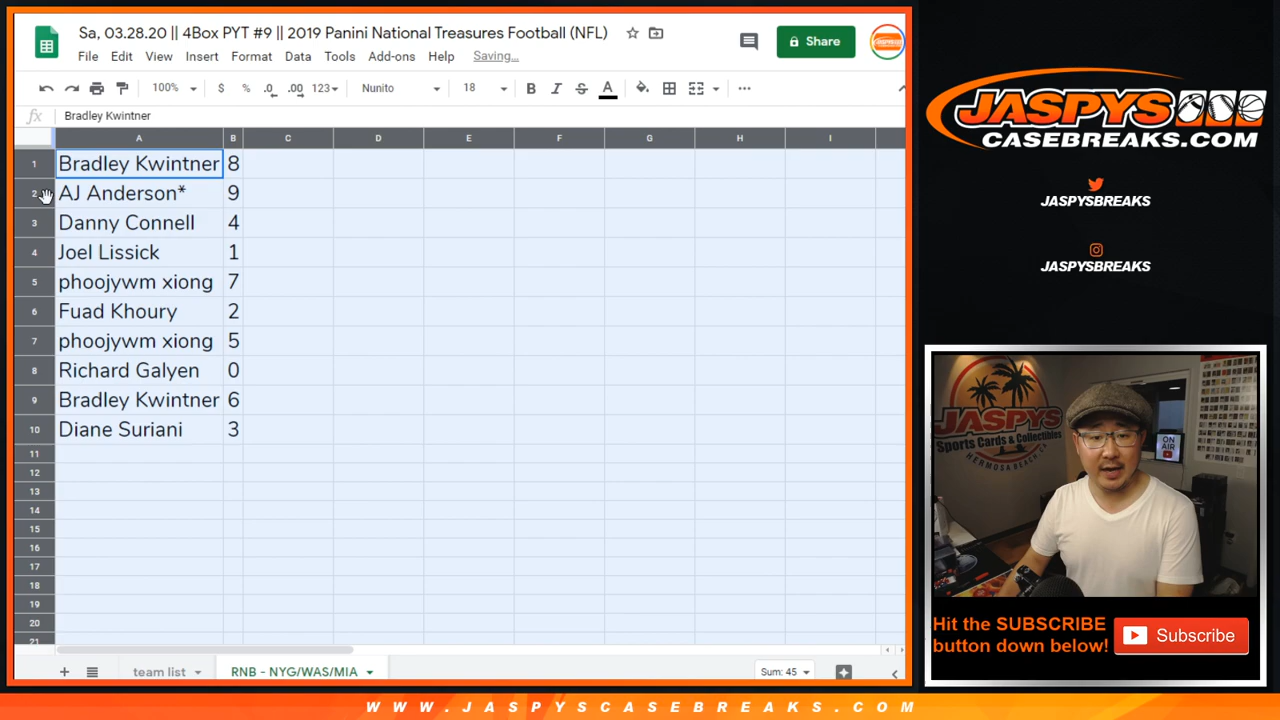 Sa, 03.28.20 || 4Box PYT #9 || 2019 Panini National Treasures Football (NFL)
File Edit View Insert Format Data Tools Add-ons Help Saving...
Share
100% $ % .0 .00 123 Nunito 18 B I S A
fx Bradley Kwintner
A B C D E F G H I
1 Bradley Kwintner 8
2 AJ Anderson* 9
3 Danny Connell 4
4 Joel Lissick 1
5 phoojywm xiong 7
6 Fuad Khoury 2
7 phoojywm xiong 5
8 Richard Galyen 0
9 Bradley Kwintner 6
10 Diane Suriani 3
11
12
13
14
15
16
17
18
19
20
21
team list RNB - NYG/WAS/MIA Sum: 45
JASPYS
CASEBREAKS.COM
JASPYSBREAKS
JASPYSBREAKS
JASPYS
Sports Cards & Collectibles
HERMOSA BEACH, CA
ON AIR
Hit the SUBSCRIBE
button down below!
Subscribe
WWW.JASPYSCASEBREAKS.COM